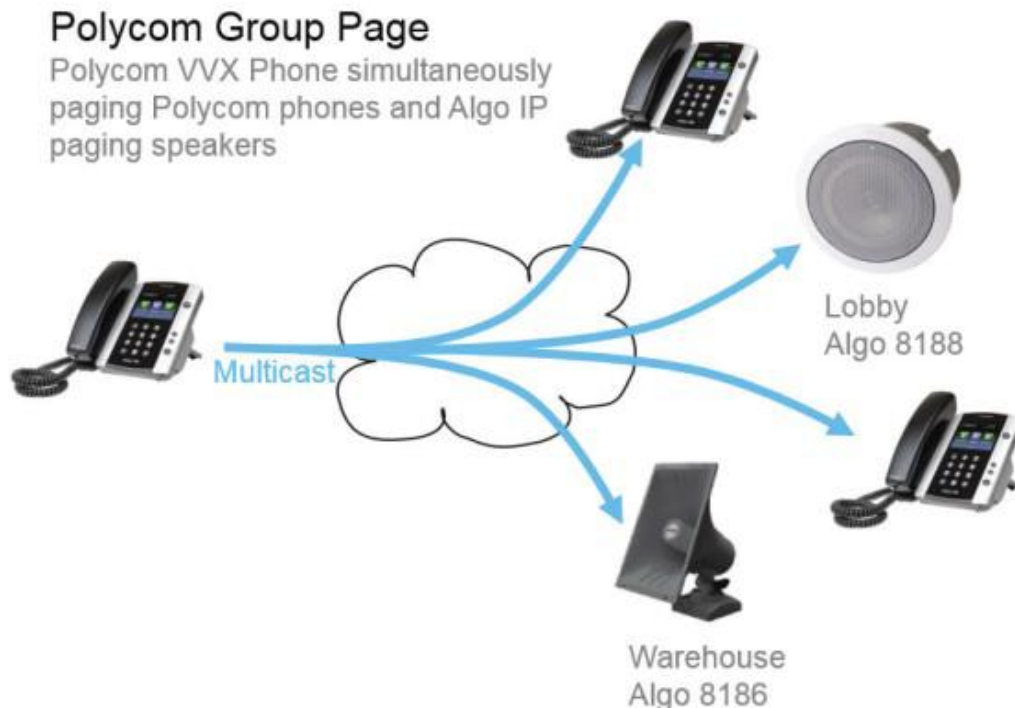 Polycom Group Page
Polycom VVX Phone simultaneously
paging Polycom phones and Algo IP
paging speakers
Lobby
Algo 8188
Multicast
Warehouse
Algo 8186